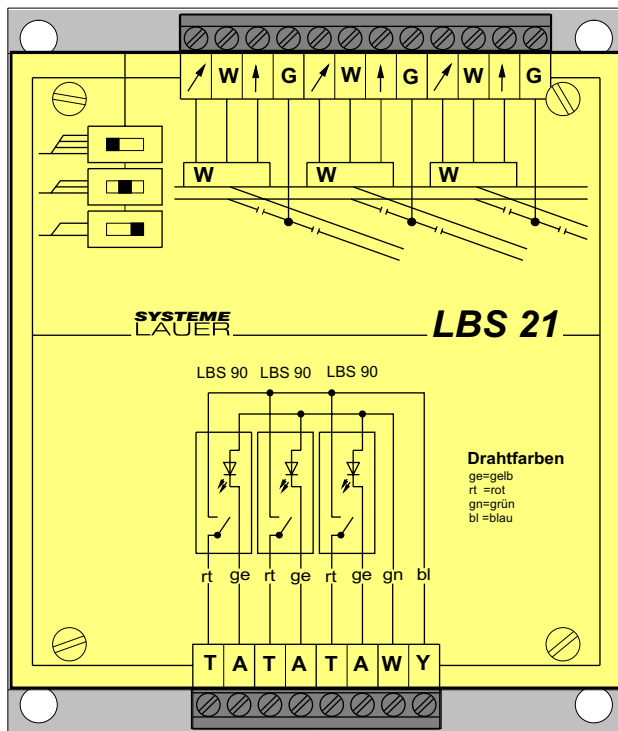 W G W G W G
W W W
SYSTEME
LAUER
LBS 21
LBS 90 LBS 90 LBS 90
Drahtfarben
ge=gelb
rt =rot
gn=grün
bl =blau
rt ge rt ge rt ge gn bl
T A T A T A W Y